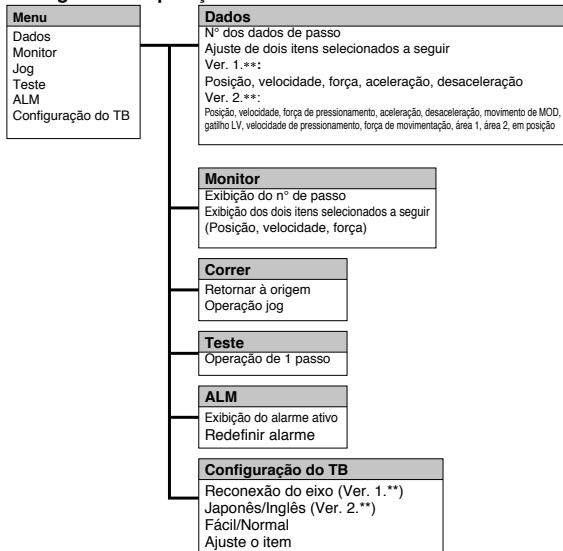 Menu
Dados
Monitor
Jog
Teste
ALM
Configuração do TB
Dados
N° dos dados de passo
Ajuste de dois itens selecionados a seguir
Ver. 1.**:
Posição, velocidade, força, aceleração, desaceleração
Ver. 2.**:
Posição, velocidade, força de pressionamento, aceleração, desaceleração, movimento de MOD,
gatilho LV, velocidade de pressionamento, força de movimentação, área 1, área 2, em posição
Monitor
Exibição do n° de passo
Exibição dos dois itens selecionados a seguir
(Posição, velocidade, força)
Correr
Retornar à origem
Operação jog
Teste
Operação de 1 passo
ALM
Exibição do alarme ativo
Redefinir alarme
Configuração do TB
Reconexão do eixo (Ver. 1.**)
Japonês/Inglês (Ver. 2.**)
Fácil/Normal
Ajuste o item